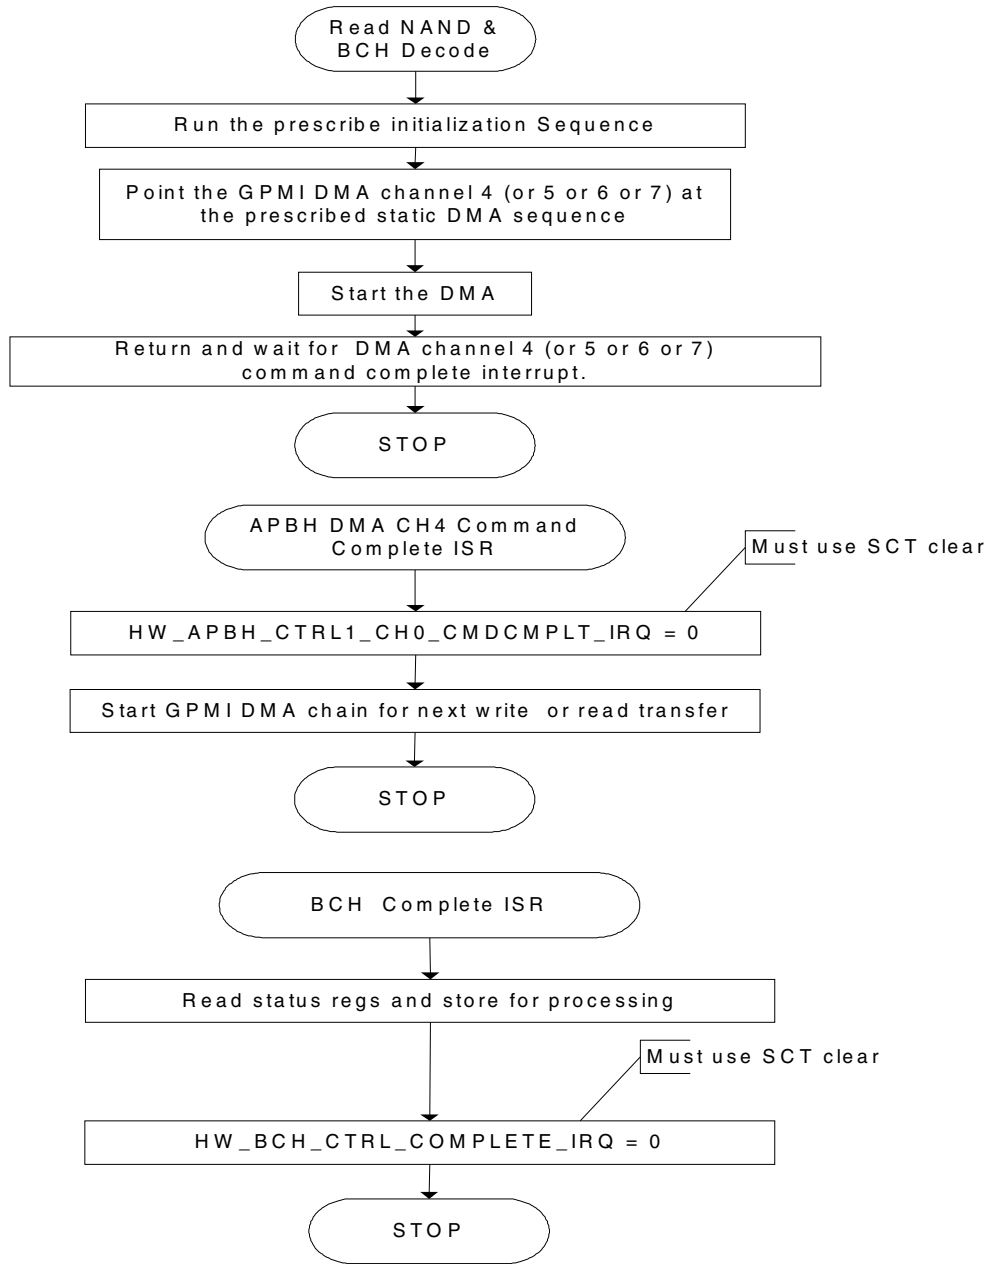 Read NAND &
BCH Decode
Run the prescribe initialization Sequence
Point the GPMI DMA channel 4 (or 5 or 6 or 7) at
the prescribed static DMA sequence
Start the DMA
Return and wait for DMA channel 4 (or 5 or 6 or 7)
command complete interrupt.
STOP
APBH DMA CH4 Command
Complete ISR
Must use SCT clear
HW_APBH_CTRL1_CH0_CMDCMPLT_IRQ = 0
Start GPMI DMA chain for next write or read transfer
STOP
BCH Complete ISR
Read status regs and store for processing
Must use SCT clear
HW_BCH_CTRL_COMPLETE_IRQ = 0
STOP